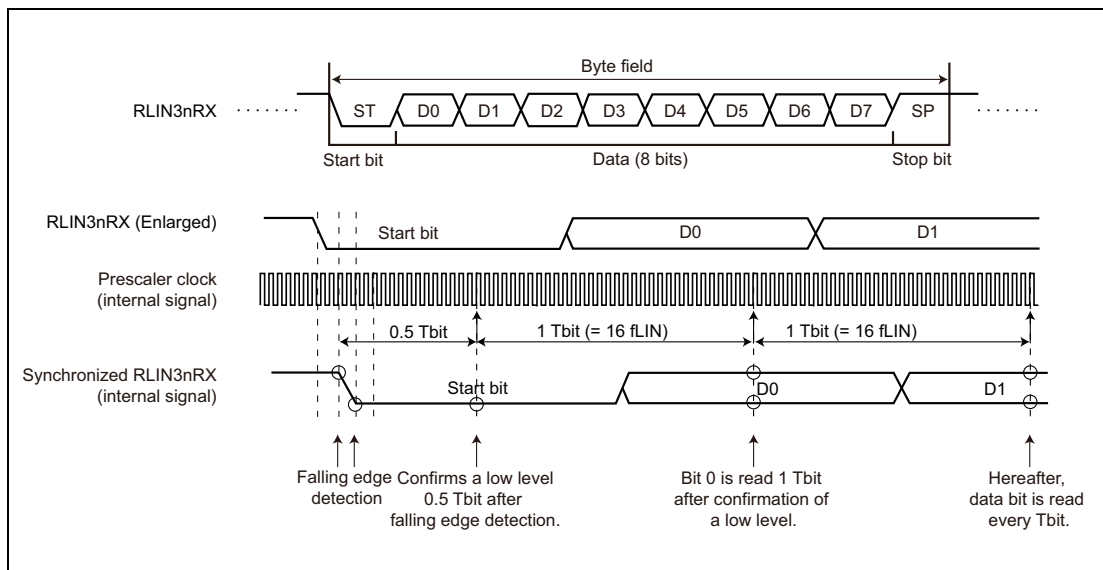 Byte field
RLIN3nRX
ST D0 D1 D2 D3 D4 D5 D6 D7 SP
Start bit Data (8 bits) Stop bit
RLIN3nRX (Enlarged)
Start bit D0 D1
Prescaler clock
(internal signal)
0.5 Tbit 1 Tbit (= 16 fLIN) 1 Tbit (= 16 fLIN)
Synchronized RLIN3nRX
(internal signal)
Start bit D0 D1
Falling edge
detection
Confirms a low level
0.5 Tbit after
falling edge detection.
Bit 0 is read 1 Tbit
after confirmation of
a low level.
Hereafter,
data bit is read
every Tbit.